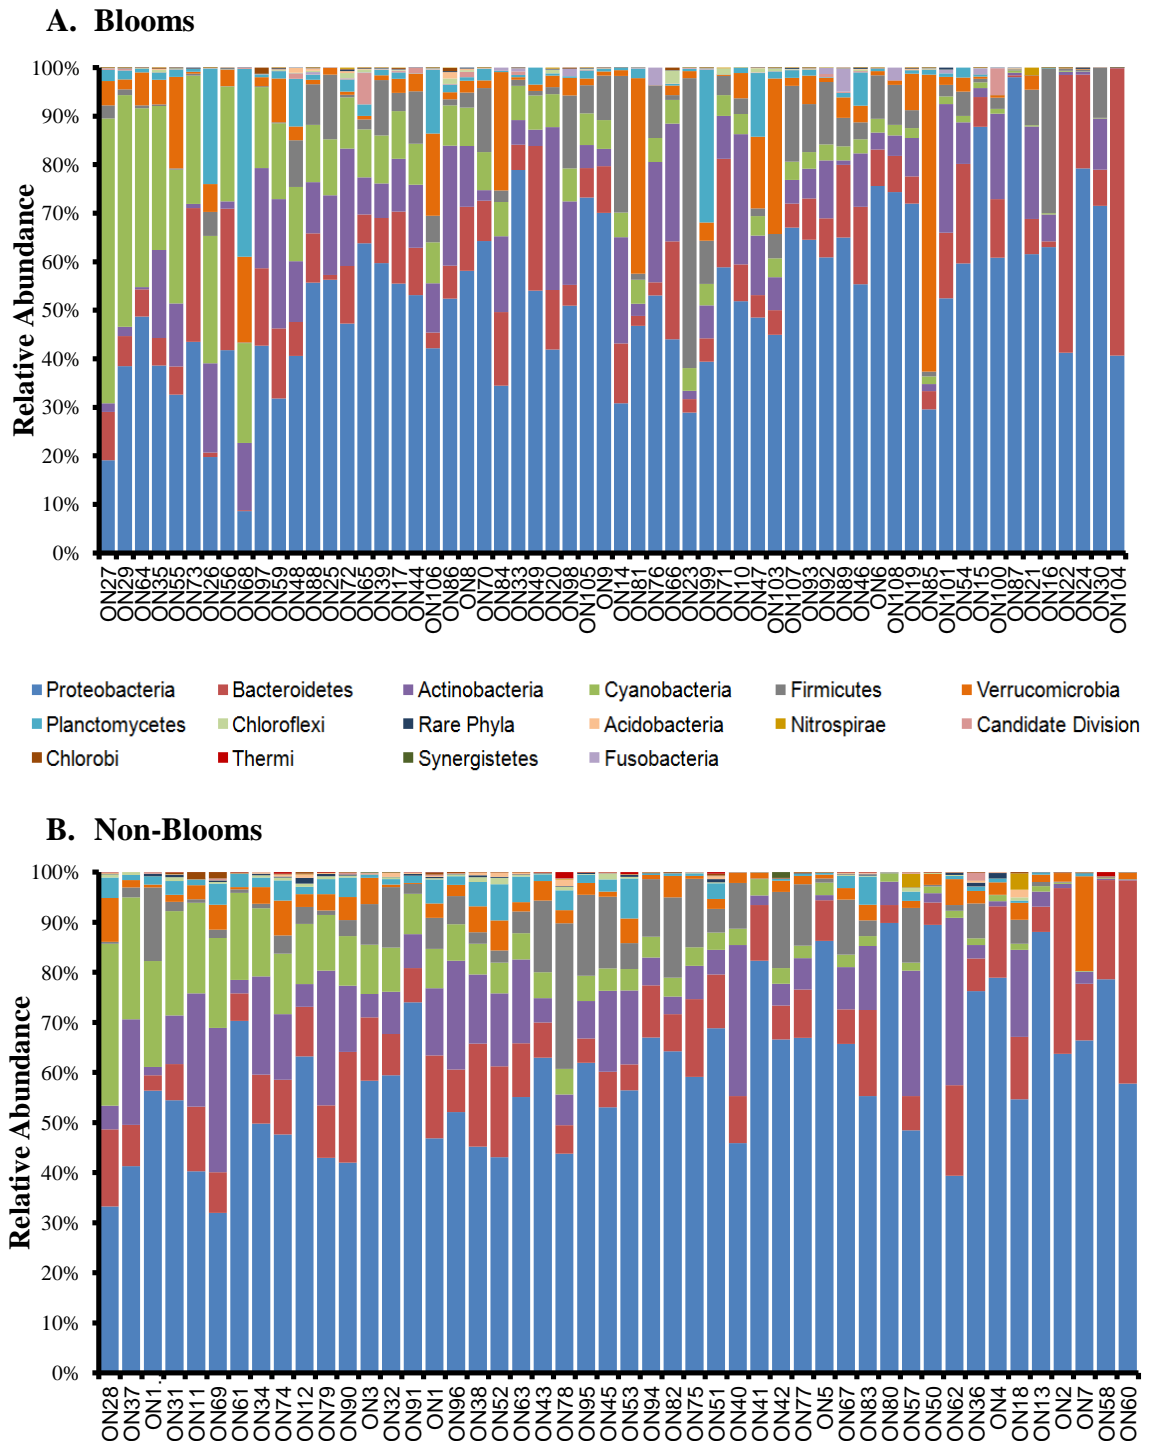 A. Blooms
Relative Abundance
100%
90%
80%
70%
60%
50%
40%
30%
20%
10%
0%
ON27 ON29 ON64 ON35 ON55 ON73 ON26 ON56 ON68 ON97 ON59 ON48 ON88 ON25 ON72 ON65 ON39 ON17 ON44 ON106 ON86 ON8 ON70 ON84 ON33 ON49 ON20 ON98 ON105 ON9 ON14 ON81 ON76 ON66 ON23 ON99 ON71 ON10 ON47 ON103 ON107 ON93 ON92 ON89 ON46 ON6 ON108 ON19 ON85 ON101 ON54 ON15 ON100 ON87 ON21 ON16 ON22 ON24 ON30 ON104
Proteobacteria Bacteroidetes Actinobacteria Cyanobacteria Firmicutes Verrucomicrobia
Planctomycetes Chloroflexi Rare Phyla Acidobacteria Nitrospirae Candidate Division
Chlorobi Thermi Synergistetes Fusobacteria
B. Non-Blooms
Relative Abundance
100%
90%
80%
70%
60%
50%
40%
30%
20%
10%
0%
ON28 ON37 ON1. ON31 ON11 ON69 ON61 ON34 ON74 ON12 ON79 ON90 ON3 ON32 ON91 ON1 ON96 ON38 ON52 ON63 ON43 ON78 ON95 ON45 ON53 ON94 ON82 ON75 ON51 ON40 ON41 ON42 ON77 ON5 ON67 ON83 ON80 ON57 ON50 ON62 ON36 ON4 ON18 ON13 ON2 ON7 ON58 ON60